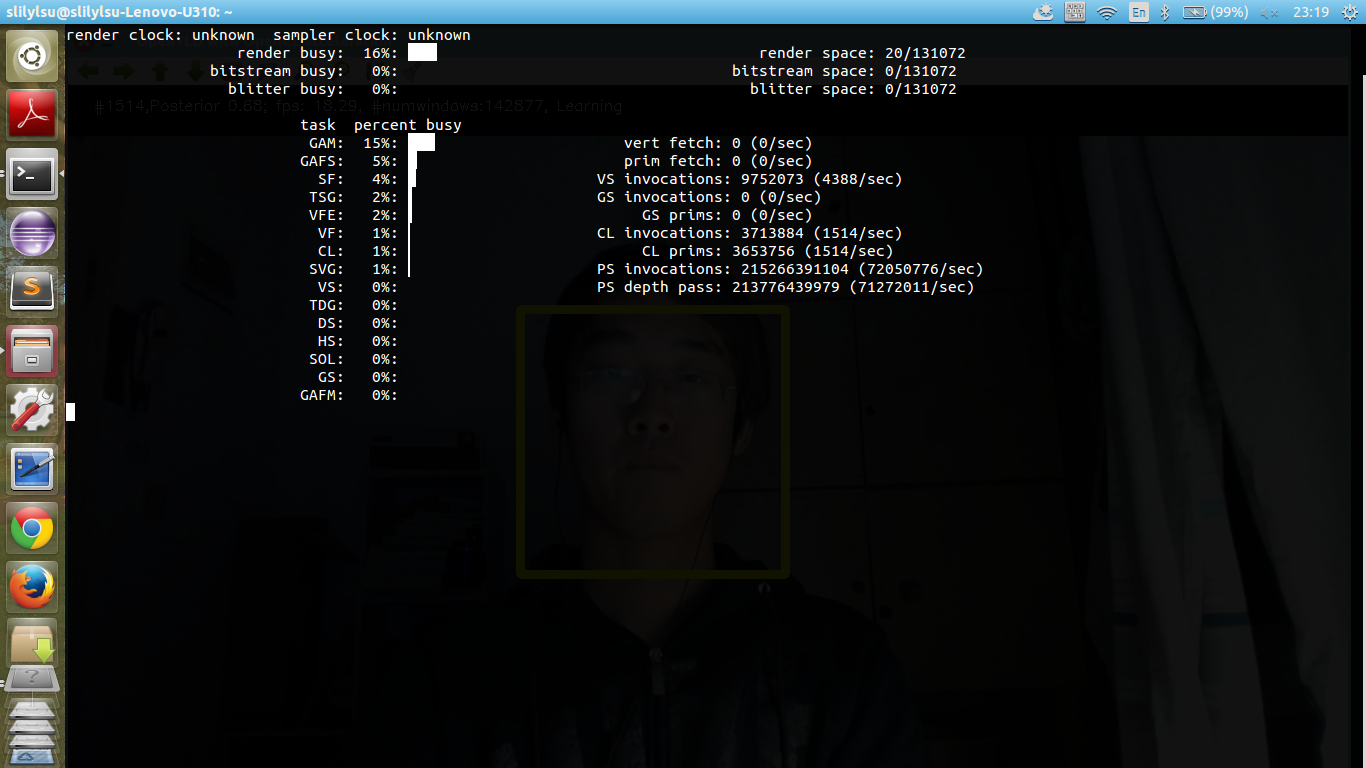 slilylsu@slilylsu-Lenovo-U310: ~ En (99%) 23:19
render clock: unknown sampler clock: unknown
render busy: 16%: render space: 20/131072
bitstream busy: 0%: bitstream space: 0/131072
blitter busy: 0%: blitter space: 0/131072
#1514,Posterior 0.68; fps: 18.29, #numwindows:142877, Learning
task percent busy
GAM: 15%: vert fetch: 0 (0/sec)
GAFS: 5%: prim fetch: 0 (0/sec)
SF: 4%: VS invocations: 9752073 (4388/sec)
TSG: 2%: GS invocations: 0 (0/sec)
VFE: 2%: GS prims: 0 (0/sec)
VF: 1%: CL invocations: 3713884 (1514/sec)
CL: 1%: CL prims: 3653756 (1514/sec)
SVG: 1%: PS invocations: 215266391104 (72050776/sec)
VS: 0%: PS depth pass: 213776439979 (71272011/sec)
TDG: 0%:
DS: 0%:
HS: 0%:
SOL: 0%:
GS: 0%:
GAFM: 0%: